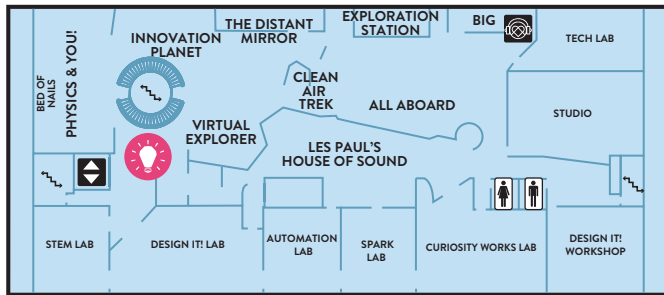 THE DISTANT
MIRROR
EXPLORATION
STATION
BIG
TECH LAB
INNOVATION
PLANET
BED OF
NAILS
PHYSICS & YOU!
CLEAN
AIR
TREK
ALL ABOARD
STUDIO
VIRTUAL
EXPLORER
LES PAUL'S
HOUSE OF SOUND
STEM LAB
DESIGN IT! LAB
AUTOMATION
LAB
SPARK
LAB
CURIOSITY WORKS LAB
DESIGN IT!
WORKSHOP